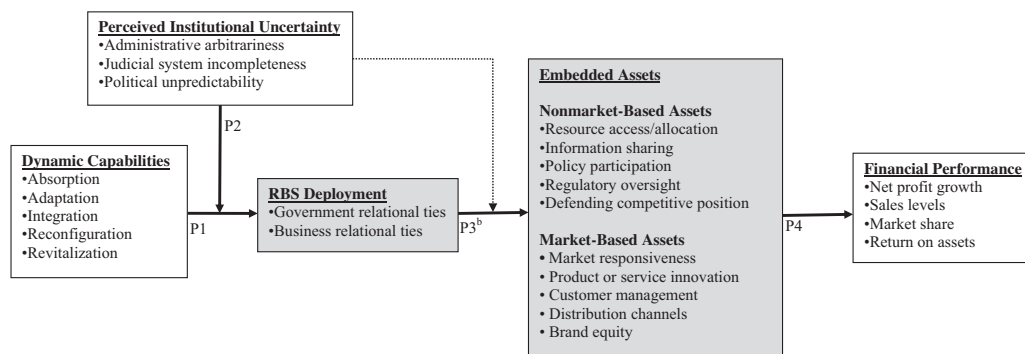 Perceived Institutional Uncertainty
•Administrative arbitrariness
•Judicial system incompleteness
•Political unpredictability
P2
Dynamic Capabilities
•Absorption
•Adaptation
•Integration
•Reconfiguration
•Revitalization
P1
RBS Deployment
•Government relational ties
•Business relational ties
P3ᵇ
Embedded Assets
Nonmarket-Based Assets
•Resource access/allocation
•Information sharing
•Policy participation
•Regulatory oversight
•Defending competitive position
Market-Based Assets
• Market responsiveness
• Product or service innovation
• Customer management
• Distribution channels
• Brand equity
P4
Financial Performance
•Net profit growth
•Sales levels
•Market share
•Return on assets